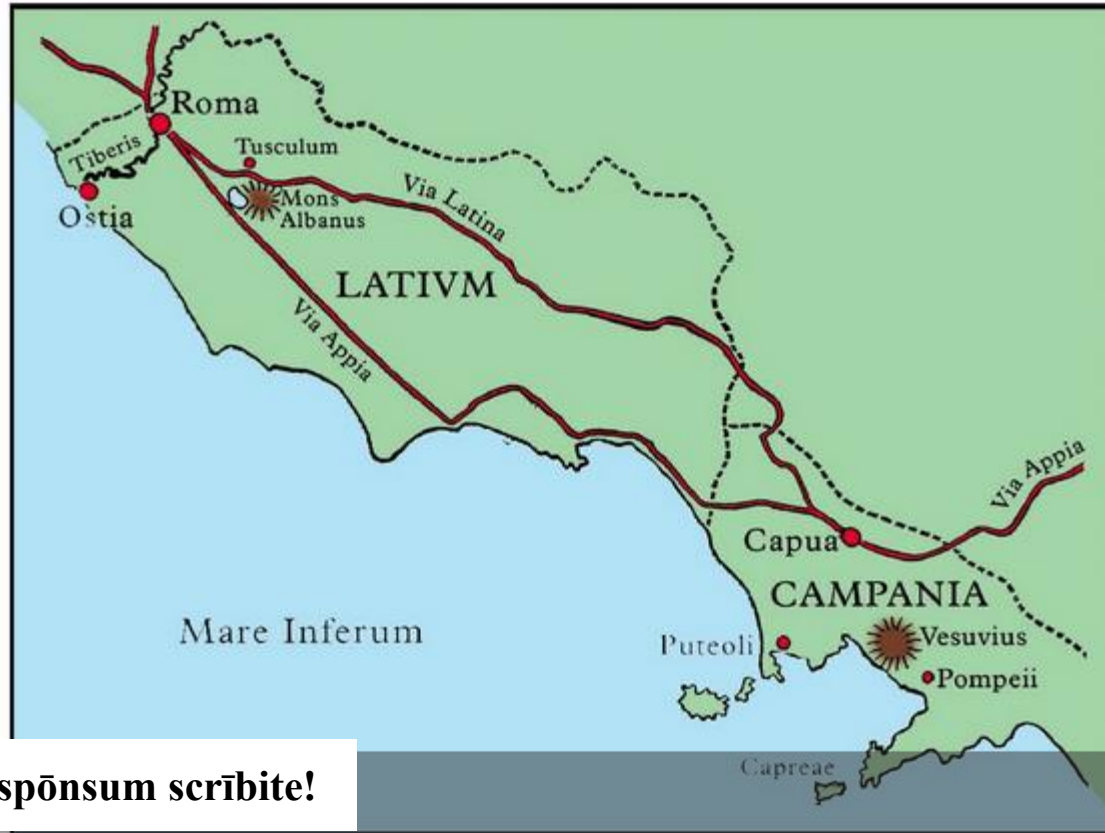 Roma
Tusculum
Tiberis
Via Latina
Mons
Albanus
Ostia
LATIVM
Via Appia
Via Appia
Capua
CAMPANIA
Mare Inferum
Puteoli
Vesuvius
Pompeii
Capreae
spōnsum scrībite!